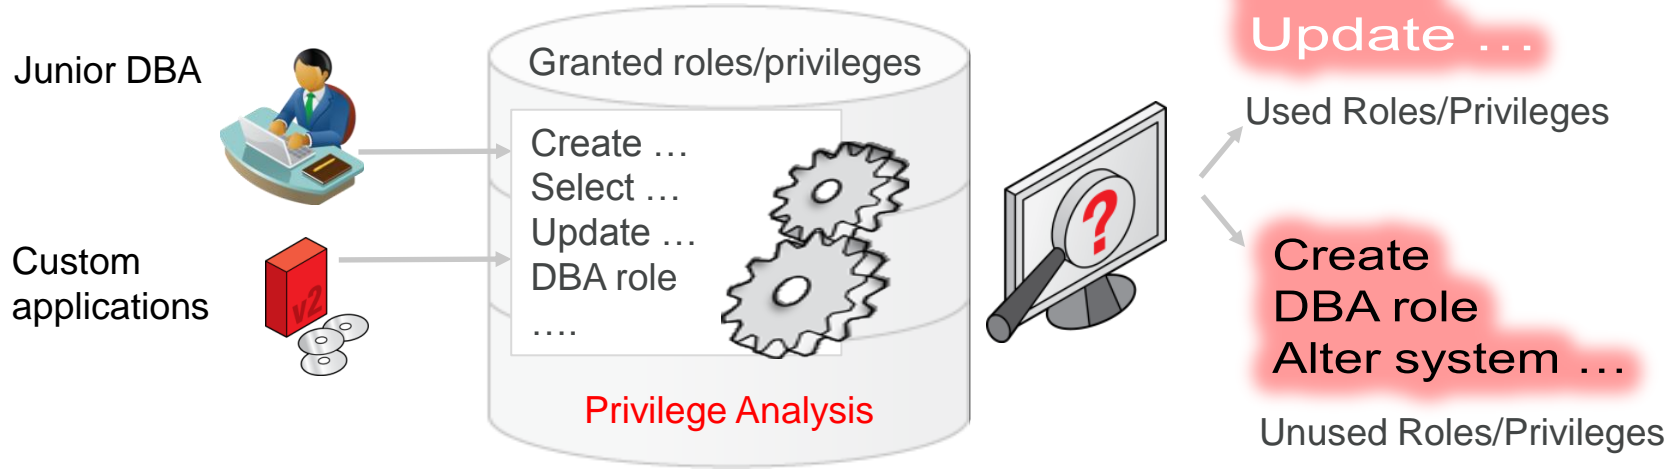 Junior DBA
Custom
applications
v2
Granted roles/privileges
Create …
Select …
Update …
DBA role
….
Privilege Analysis
?
Update …
Used Roles/Privileges
Create
DBA role
Alter system …
Unused Roles/Privileges